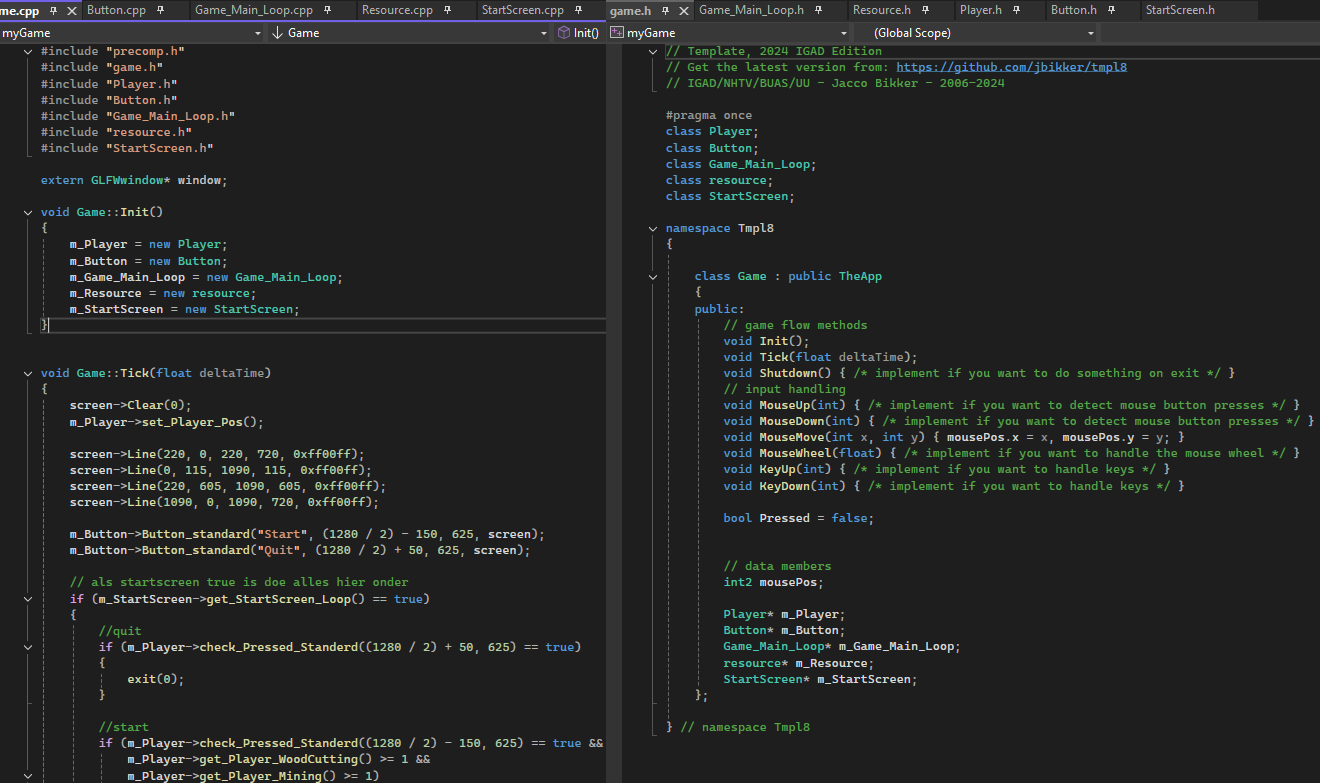 me.cpp Button.cpp Game_Main_Loop.cpp Resource.cpp StartScreen.cpp
myGame Game Init()
#include "precomp.h"
#include "game.h"
#include "Player.h"
#include "Button.h"
#include "Game_Main_Loop.h"
#include "resource.h"
#include "StartScreen.h"
extern GLFWwindow* window;
void Game::Init()
{
m_Player = new Player;
m_Button = new Button;
m_Game_Main_Loop = new Game_Main_Loop;
m_Resource = new resource;
m_StartScreen = new StartScreen;
}
void Game::Tick(float deltaTime)
{
screen->Clear(0);
m_Player->set_Player_Pos();
screen->Line(220, 0, 220, 720, 0xff00ff);
screen->Line(0, 115, 1090, 115, 0xff00ff);
screen->Line(220, 605, 1090, 605, 0xff00ff);
screen->Line(1090, 0, 1090, 720, 0xff00ff);
m_Button->Button_standard("Start", (1280 / 2) - 150, 625, screen);
m_Button->Button_standard("Quit", (1280 / 2) + 50, 625, screen);
// als startscreen true is doe alles hier onder
if (m_StartScreen->get_StartScreen_Loop() == true)
{
//quit
if (m_Player->check_Pressed_Standerd((1280 / 2) + 50, 625) == true)
{
exit(0);
}
//start
if (m_Player->check_Pressed_Standerd((1280 / 2) - 150, 625) == true &&
m_Player->get_Player_WoodCutting() >= 1 &&
m_Player->get_Player_Mining() >= 1)
game.h Game_Main_Loop.h Resource.h Player.h Button.h StartScreen.h
myGame (Global Scope)
// Template, 2024 IGAD Edition
// Get the latest version from: https://github.com/jbikker/tmpl8
// IGAD/NHTV/BUAS/UU - Jacco Bikker - 2006-2024
#pragma once
class Player;
class Button;
class Game_Main_Loop;
class resource;
class StartScreen;
namespace Tmpl8
{
class Game : public TheApp
{
public:
// game flow methods
void Init();
void Tick(float deltaTime);
void Shutdown() { /* implement if you want to do something on exit */ }
// input handling
void MouseUp(int) { /* implement if you want to detect mouse button presses */ }
void MouseDown(int) { /* implement if you want to detect mouse button presses */ }
void MouseMove(int x, int y) { mousePos.x = x, mousePos.y = y; }
void MouseWheel(float) { /* implement if you want to handle the mouse wheel */ }
void KeyUp(int) { /* implement if you want to handle keys */ }
void KeyDown(int) { /* implement if you want to handle keys */ }
bool Pressed = false;
// data members
int2 mousePos;
Player* m_Player;
Button* m_Button;
Game_Main_Loop* m_Game_Main_Loop;
resource* m_Resource;
StartScreen* m_StartScreen;
};
} // namespace Tmpl8